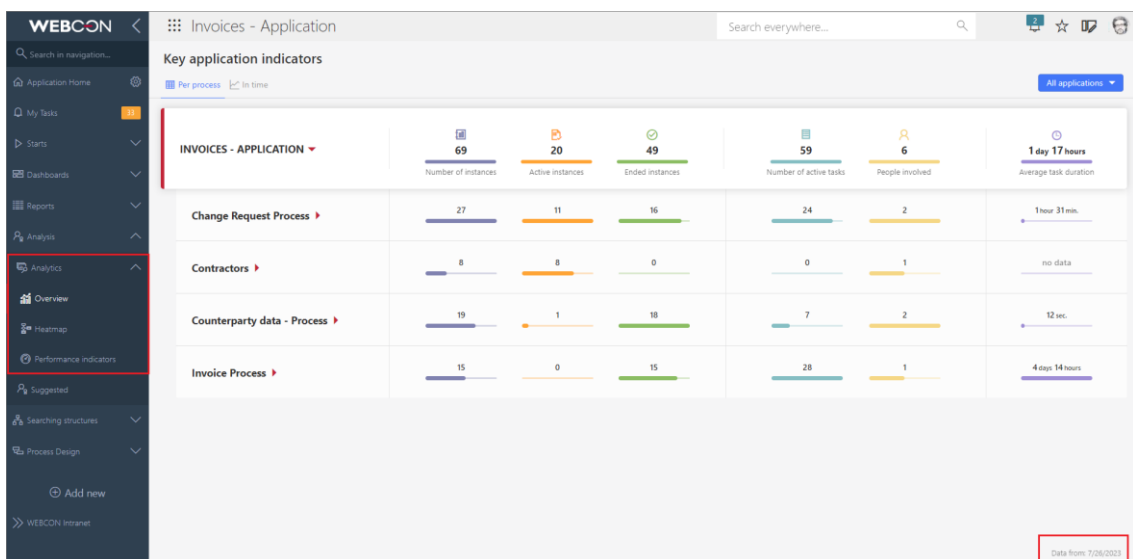 WEBCON
Invoices - Application
Search everywhere...
2
Search in navigation...
Application Home
My Tasks
33
Starts
Dashboards
Reports
Analysis
Analytics
Overview
Heatmap
Performance indicators
Suggested
Searching structures
Process Design
Add new
WEBCON Intranet
Key application indicators
Per process In time
All applications
INVOICES - APPLICATION
69 20 49 59 6 1 day 17 hours
Number of instances Active instances Ended instances Number of active tasks People involved Average task duration
Change Request Process 27 11 16 24 2 1 hour 31 min.
Contractors 8 8 0 0 1 no data
Counterparty data - Process 19 1 18 7 2 12 sec.
Invoice Process 15 0 15 28 1 4 days 14 hours
Data from: 7/26/2023